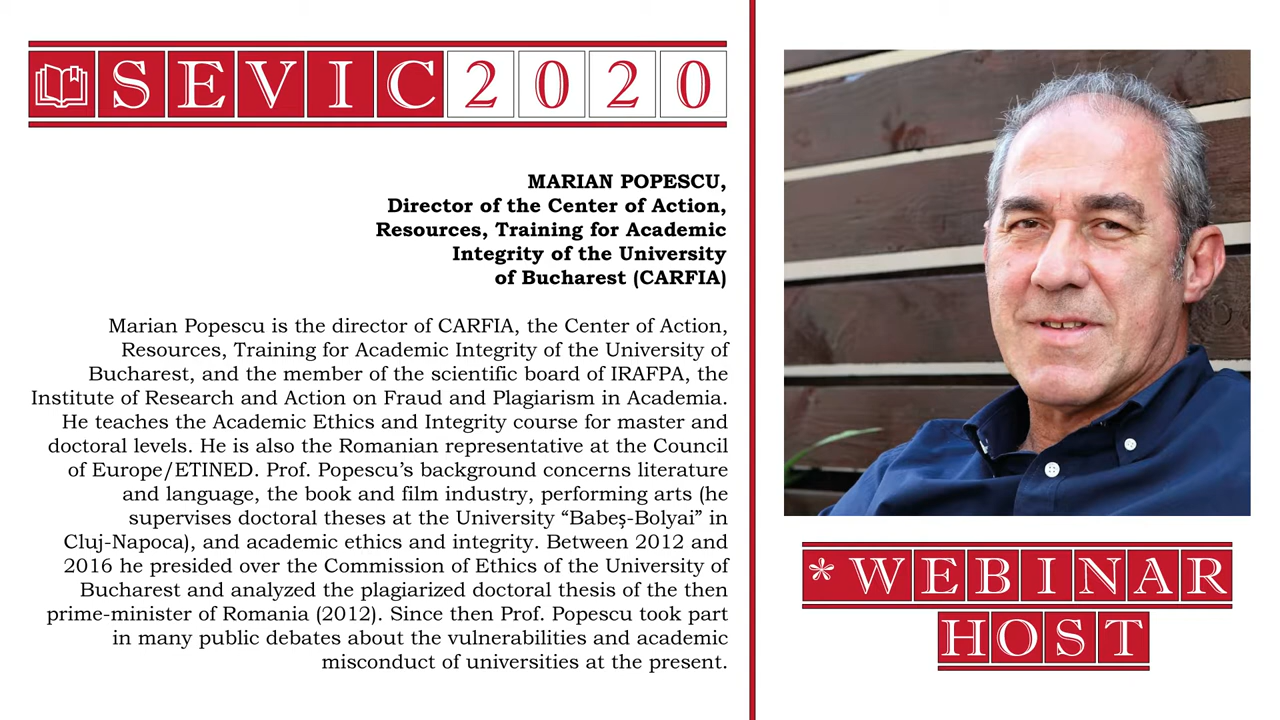 SEVIC2020
MARIAN POPESCU,
Director of the Center of Action,
Resources, Training for Academic
Integrity of the University
of Bucharest (CARFIA)
Marian Popescu is the director of CARFIA, the Center of Action,
Resources, Training for Academic Integrity of the University of
Bucharest, and the member of the scientific board of IRAFPA, the
Institute of Research and Action on Fraud and Plagiarism in Academia.
He teaches the Academic Ethics and Integrity course for master and
doctoral levels. He is also the Romanian representative at the Council
of Europe/ETINED. Prof. Popescu’s background concerns literature
and language, the book and film industry, performing arts (he
supervises doctoral theses at the University “Babeş-Bolyai” in
Cluj-Napoca), and academic ethics and integrity. Between 2012 and
2016 he presided over the Commission of Ethics of the University of
Bucharest and analyzed the plagiarized doctoral thesis of the then
prime-minister of Romania (2012). Since then Prof. Popescu took part
in many public debates about the vulnerabilities and academic
misconduct of universities at the present.
* WEBINAR
HOST